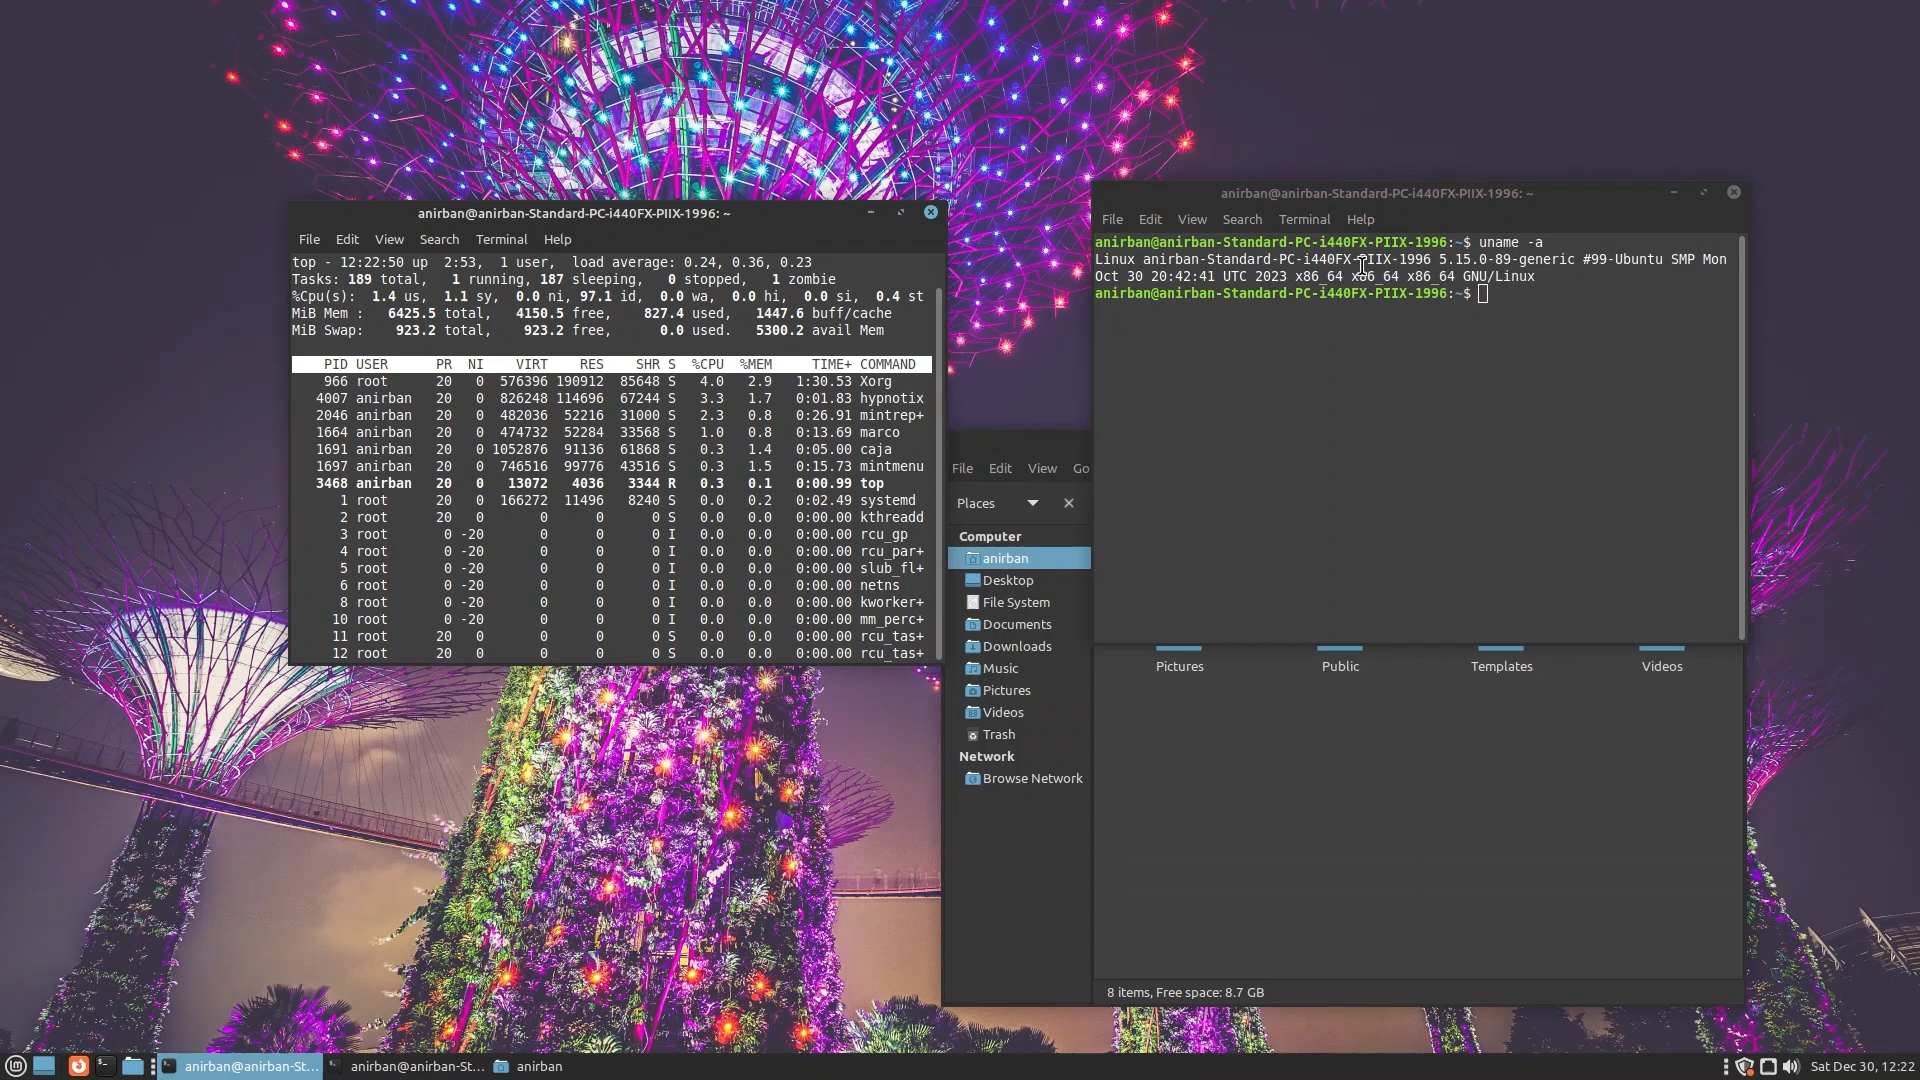 anirban@anirban-Standard-PC-i440FX-PIIX-1996: ~
File Edit View Search Terminal Help
top - 12:22:50 up  2:53,  1 user,  load average: 0.24, 0.36, 0.23
Tasks: 189 total,   1 running, 187 sleeping,   0 stopped,   1 zombie
%Cpu(s):  1.4 us,  1.1 sy,  0.0 ni, 97.1 id,  0.0 wa,  0.0 hi,  0.0 si,  0.4 st
MiB Mem :   6425.5 total,   4150.5 free,    827.4 used,   1447.6 buff/cache
MiB Swap:    923.2 total,    923.2 free,      0.0 used.   5300.2 avail Mem
PID USER PR NI VIRT RES SHR S %CPU %MEM TIME+ COMMAND
966 root 20 0 576396 190912 85648 S 4.0 2.9 1:30.53 Xorg
4007 anirban 20 0 826248 114696 67244 S 3.3 1.7 0:01.83 hypnotix
2046 anirban 20 0 482036 52216 31000 S 2.3 0.8 0:26.91 mintrep+
1664 anirban 20 0 474732 52284 33568 S 1.0 0.8 0:13.69 marco
1691 anirban 20 0 1052876 91136 61868 S 0.3 1.4 0:05.00 caja
1697 anirban 20 0 746516 99776 43516 S 0.3 1.5 0:15.73 mintmenu
3468 anirban 20 0 13072 4036 3344 R 0.3 0.1 0:00.99 top
1 root 20 0 166272 11496 8240 S 0.0 0.2 0:02.49 systemd
2 root 20 0 0 0 0 S 0.0 0.0 0:00.00 kthreadd
3 root 0 -20 0 0 0 I 0.0 0.0 0:00.00 rcu_gp
4 root 0 -20 0 0 0 I 0.0 0.0 0:00.00 rcu_par+
5 root 0 -20 0 0 0 I 0.0 0.0 0:00.00 slub_fl+
6 root 0 -20 0 0 0 I 0.0 0.0 0:00.00 netns
8 root 0 -20 0 0 0 I 0.0 0.0 0:00.00 kworker+
10 root 0 -20 0 0 0 I 0.0 0.0 0:00.00 mm_perc+
11 root 20 0 0 0 0 S 0.0 0.0 0:00.00 rcu_tas+
12 root 20 0 0 0 0 S 0.0 0.0 0:00.00 rcu_tas+
anirban@anirban-Standard-PC-i440FX-PIIX-1996: ~
File Edit View Search Terminal Help
anirban@anirban-Standard-PC-i440FX-PIIX-1996:~$ uname -a
Linux anirban-Standard-PC-i440FX-PIIX-1996 5.15.0-89-generic #99-Ubuntu SMP Mon
Oct 30 20:42:41 UTC 2023 x86_64 x86_64 x86_64 GNU/Linux
anirban@anirban-Standard-PC-i440FX-PIIX-1996:~$
File Edit View Go
Places
Computer
anirban
Desktop
File System
Documents
Downloads
Music
Pictures
Videos
Trash
Network
Browse Network
Pictures Public Templates Videos
8 items, Free space: 8.7 GB
anirban@anirban-St... anirban@anirban-St... anirban Sat Dec 30, 12:22